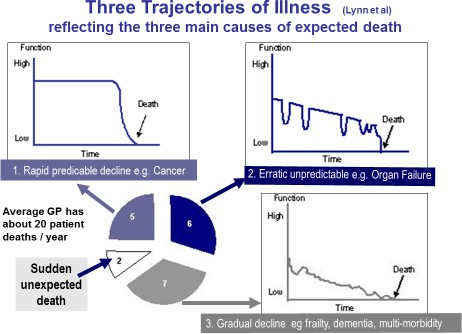 Three Trajectories of Illness (Lynn et al)
reflecting the three main causes of expected death
Function
High
Death
Low
Time
1. Rapid predicable decline e.g. Cancer
Function
High
Death
Low
Time
2. Erratic unpredictable e.g. Organ Failure
Average GP has
about 20 patient
deaths / year
5
6
2
7
Sudden
unexpected
death
Function
High
Death
Low
Time
3. Gradual decline eg frailty, dementia, multi-morbidity